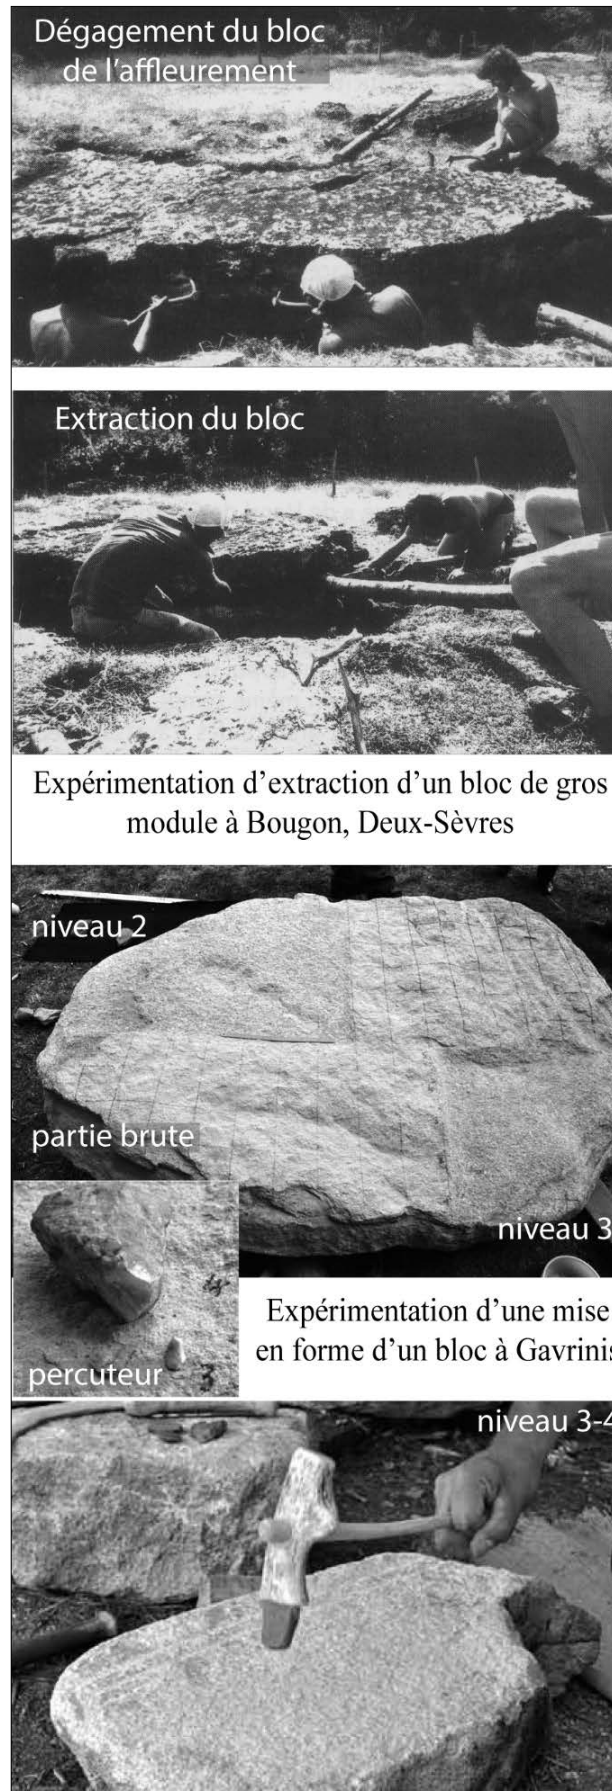 Dégagement du bloc
de l'affleurement
Extraction du bloc
Expérimentation d'extraction d'un bloc de gros
module à Bougon, Deux-Sèvres
niveau 2
partie brute
niveau 3
percuteur
3
Expérimentation d'une mise
en forme d'un bloc à Gavrinis
niveau 3-4